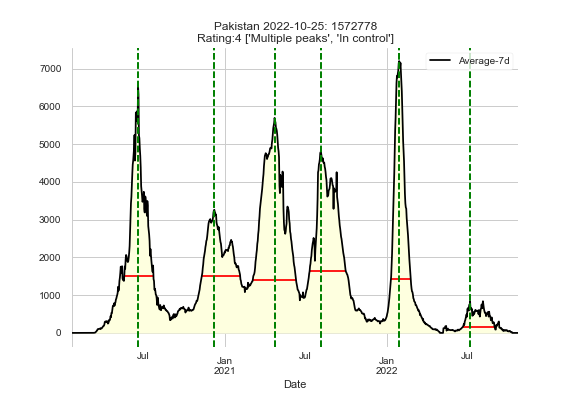 Pakistan 2022-10-25: 1572778
Rating:4 ['Multiple peaks', 'In control']
Average-7d
7000
6000
5000
4000
3000
2000
1000
0
Jul
Jan
2021
Jul
Jan
2022
Jul
Date